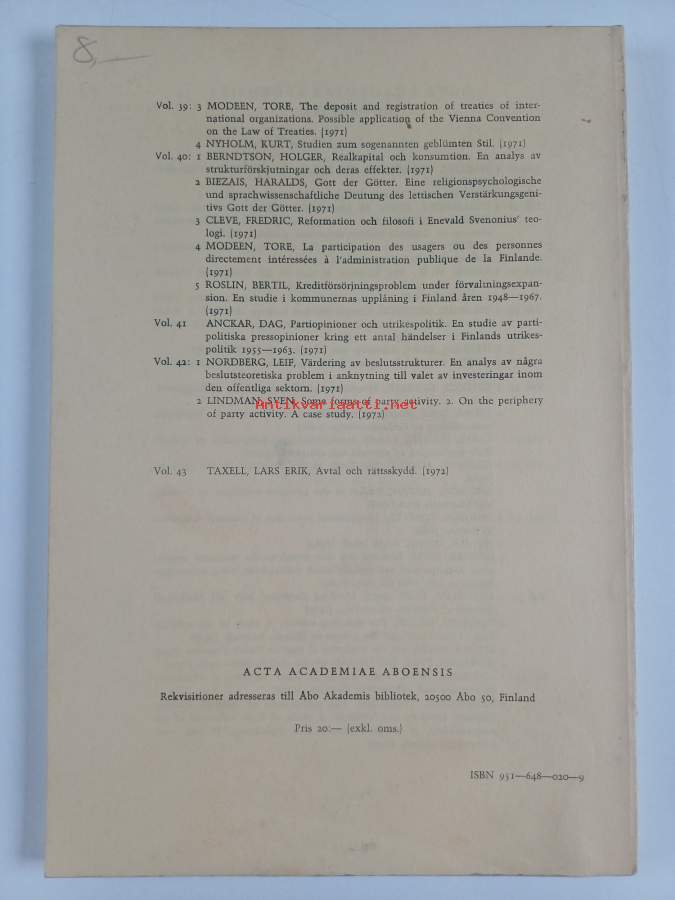 8,—
Vol. 39: 3 MODEEN, TORE, The deposit and registration of treaties of inter-
national organizations. Possible application of the Vienna Convention
on the Law of Treaties. (1971)
4 NYHOLM, KURT, Studien zum sogenannten geblümten Stil. (1971)
Vol. 40: 1 BERNDTSON, HOLGER, Realkapital och konsumtion. En analys av
strukturförskjutningar och deras effekter. (1971)
2 BIEZAIS, HARALDS, Gott der Götter. Eine religionspsychologische
und sprachwissenschaftliche Deutung des lettischen Verstärkungsgeni-
tivs Gott der Götter. (1971)
3 CLEVE, FREDRIC, Reformation och filosofi i Enevald Svenonius' teo-
logi. (1971)
4 MODEEN, TORE, La participation des usagers ou des personnes
directement intéressées à l'administration publique de la Finlande.
(1971)
5 ROSLIN, BERTIL, Kreditförsörjningsproblem under förvaltningsexpan-
sion. En studie i kommunernas upplåning i Finland åren 1948—1967.
(1971)
Vol. 41 ANCKAR, DAG, Partiopinioner och utrikespolitik. En studie av parti-
politiska pressopinioner kring ett antal händelser i Finlands utrikes-
politik 1955—1963. (1971)
Vol. 42: 1 NORDBERG, LEIF, Värdering av beslutsstrukturer. En analys av några
beslutsteoretiska problem i anknytning till valet av investeringar inom
den offentliga sektorn. (1971)
2 LINDMAN, SVEN, Some forms of party activity. 2. On the periphery
of party activity. A case study. (1972)
Antikvariaatti.net
Vol. 43 TAXELL, LARS ERIK, Avtal och rättsskydd. (1972)
ACTA ACADEMIAE ABOENSIS
Rekvisitioner adresseras till Åbo Akademis bibliotek, 20500 Åbo 50, Finland
Pris 20:— (exkl. oms.)
ISBN 951—648—020—9